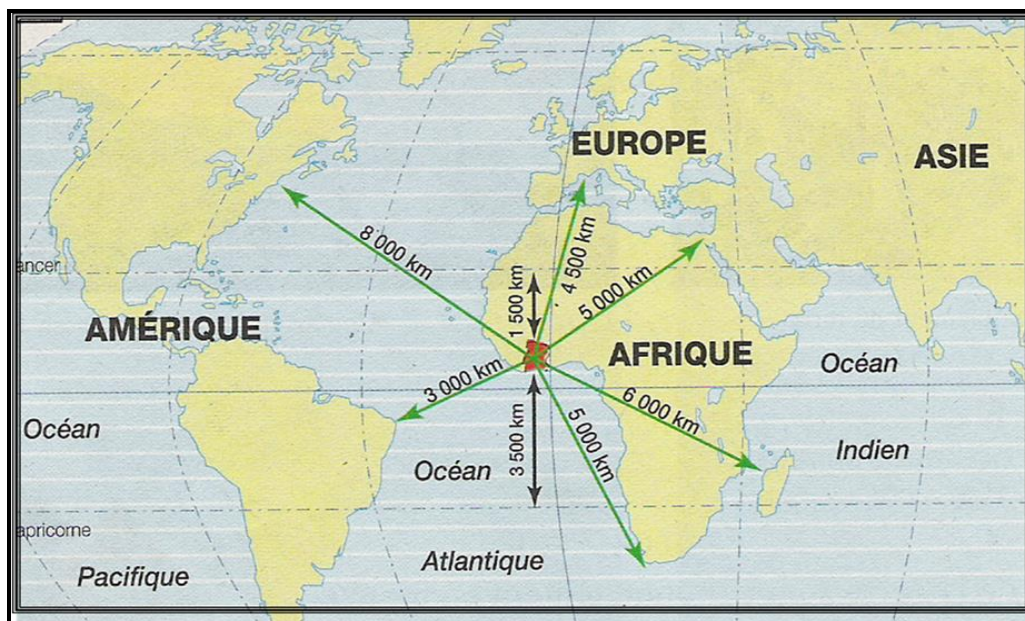 EUROPE
ASIE
8 000 km
4 500 km
5 000 km
1 500 km
ancer
AMÉRIQUE
AFRIQUE
Océan
3 000 km
6 000 km
Océan
3 500 km
5 000 km
Océan
Indien
apricorne
Atlantique
Pacifique